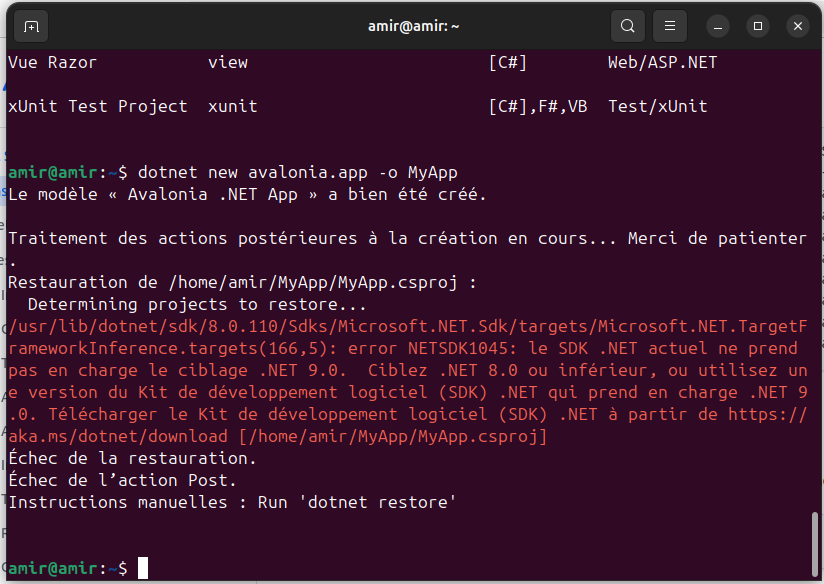 amir@amir: ~
Vue Razor view [C#] Web/ASP.NET
xUnit Test Project xunit [C#],F#,VB Test/xUnit
amir@amir:~$ dotnet new avalonia.app -o MyApp
Le modèle « Avalonia .NET App » a bien été créé.
Traitement des actions postérieures à la création en cours... Merci de patienter
.
Restauration de /home/amir/MyApp/MyApp.csproj :
Determining projects to restore...
/usr/lib/dotnet/sdk/8.0.110/Sdks/Microsoft.NET.Sdk/targets/Microsoft.NET.TargetF
rameworkInference.targets(166,5): error NETSDK1045: le SDK .NET actuel ne prend
pas en charge le ciblage .NET 9.0.  Ciblez .NET 8.0 ou inférieur, ou utilisez un
e version du Kit de développement logiciel (SDK) .NET qui prend en charge .NET 9
.0. Télécharger le Kit de développement logiciel (SDK) .NET à partir de https://
aka.ms/dotnet/download [/home/amir/MyApp/MyApp.csproj]
Échec de la restauration.
Échec de l’action Post.
Instructions manuelles : Run 'dotnet restore'
amir@amir:~$